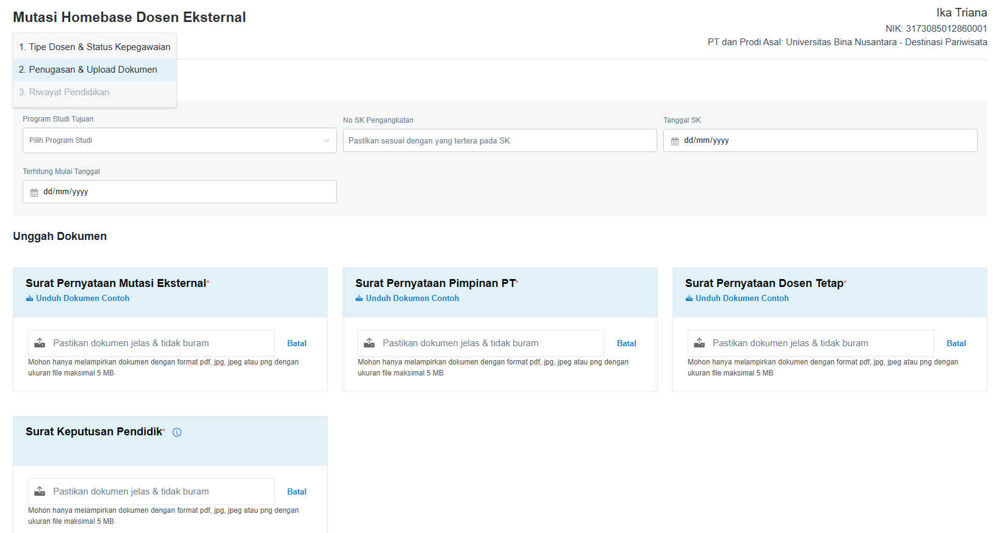 Mutasi Homebase Dosen Eksternal
Ika Triana
NIK: 3173085012860001
PT dan Prodi Asal: Universitas Bina Nusantara - Destinasi Pariwisata
1. Tipe Dosen & Status Kepegawaian
2. Penugasan & Upload Dokumen
3. Riwayat Pendidikan
Program Studi Tujuan
No SK Pengangkatan
Tanggal SK
Pilih Program Studi
Pastikan sesuai dengan yang tertera pada SK
dd/mm/yyyy
Terhitung Mulai Tanggal
dd/mm/yyyy
Unggah Dokumen
Surat Pernyataan Mutasi Eksternal*
Unduh Dokumen Contoh
Pastikan dokumen jelas & tidak buram
Batal
Mohon hanya melampirkan dokumen dengan format pdf, jpg, jpeg atau png dengan
ukuran file maksimal 5 MB
Surat Pernyataan Pimpinan PT*
Unduh Dokumen Contoh
Pastikan dokumen jelas & tidak buram
Batal
Mohon hanya melampirkan dokumen dengan format pdf, jpg, jpeg atau png dengan
ukuran file maksimal 5 MB
Surat Pernyataan Dosen Tetap*
Unduh Dokumen Contoh
Pastikan dokumen jelas & tidak buram
Batal
Mohon hanya melampirkan dokumen dengan format pdf, jpg, jpeg atau png dengan
ukuran file maksimal 5 MB
Surat Keputusan Pendidik*
Pastikan dokumen jelas & tidak buram
Batal
Mohon hanya melampirkan dokumen dengan format pdf, jpg, jpeg atau png dengan
ukuran file maksimal 5 MB